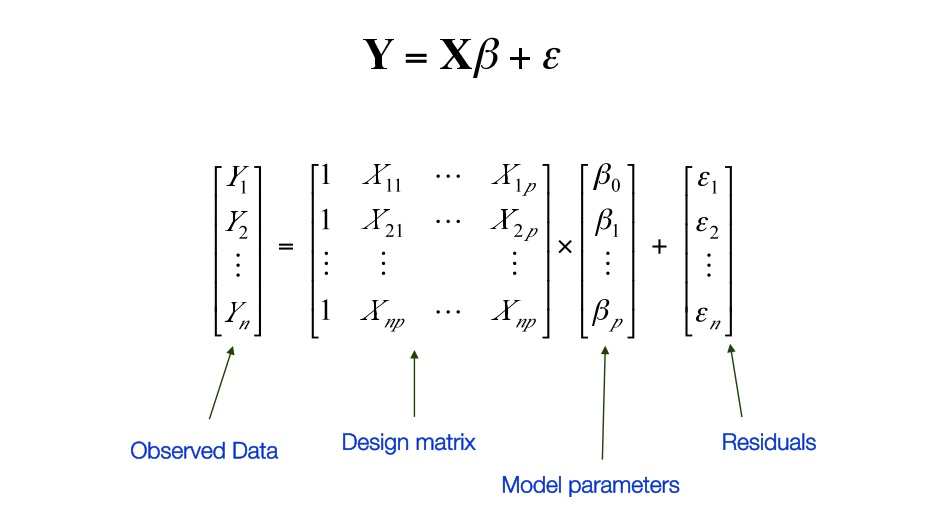 Y = Xβ + ε
Y1 1 X11 ⋯ X1p β0 ε1
Y2 1 X21 ⋯ X2p β1 ε2
= × +
⋮ ⋮ ⋮ ⋮ ⋮ ⋮
Yn 1 Xnp ⋯ Xnp βp εn
Observed Data
Design matrix
Model parameters
Residuals